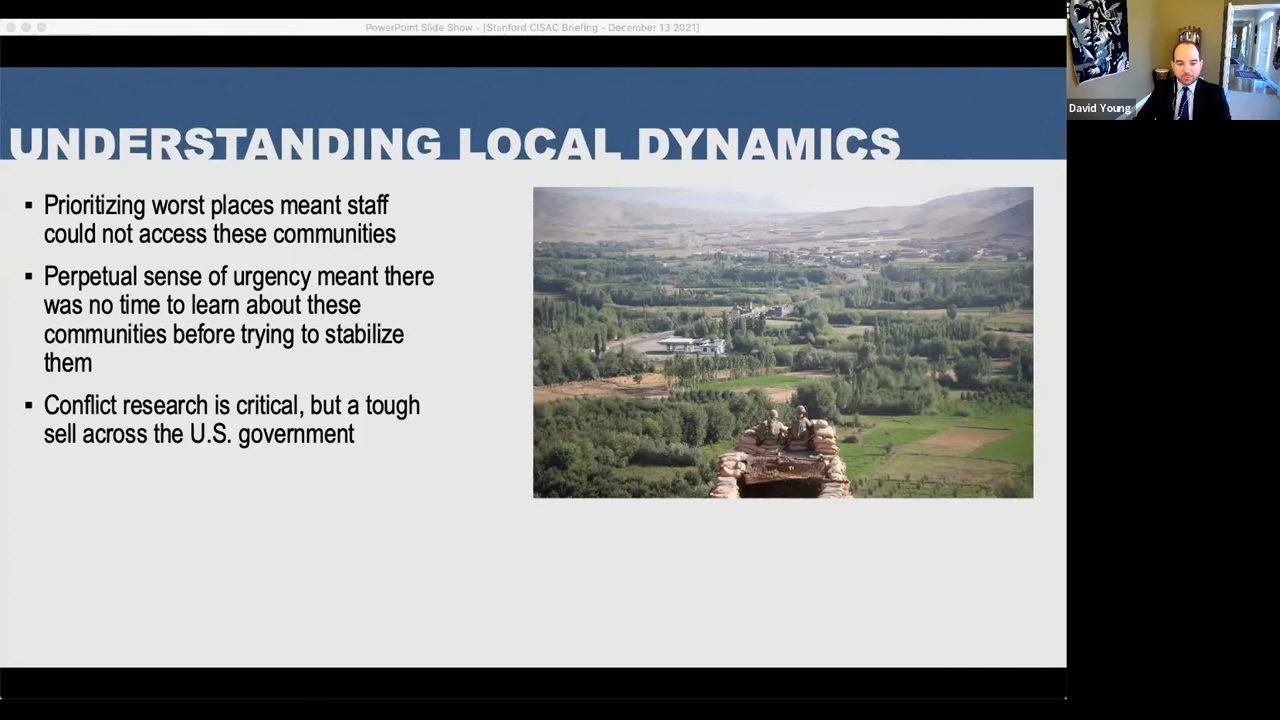 PowerPoint Slide Show - [Stanford CISAC Briefing - December 13 2021]
David Young
UNDERSTANDING LOCAL DYNAMICS
▪ Prioritizing worst places meant staff
could not access these communities
▪ Perpetual sense of urgency meant there
was no time to learn about these
communities before trying to stabilize
them
▪ Conflict research is critical, but a tough
sell across the U.S. government